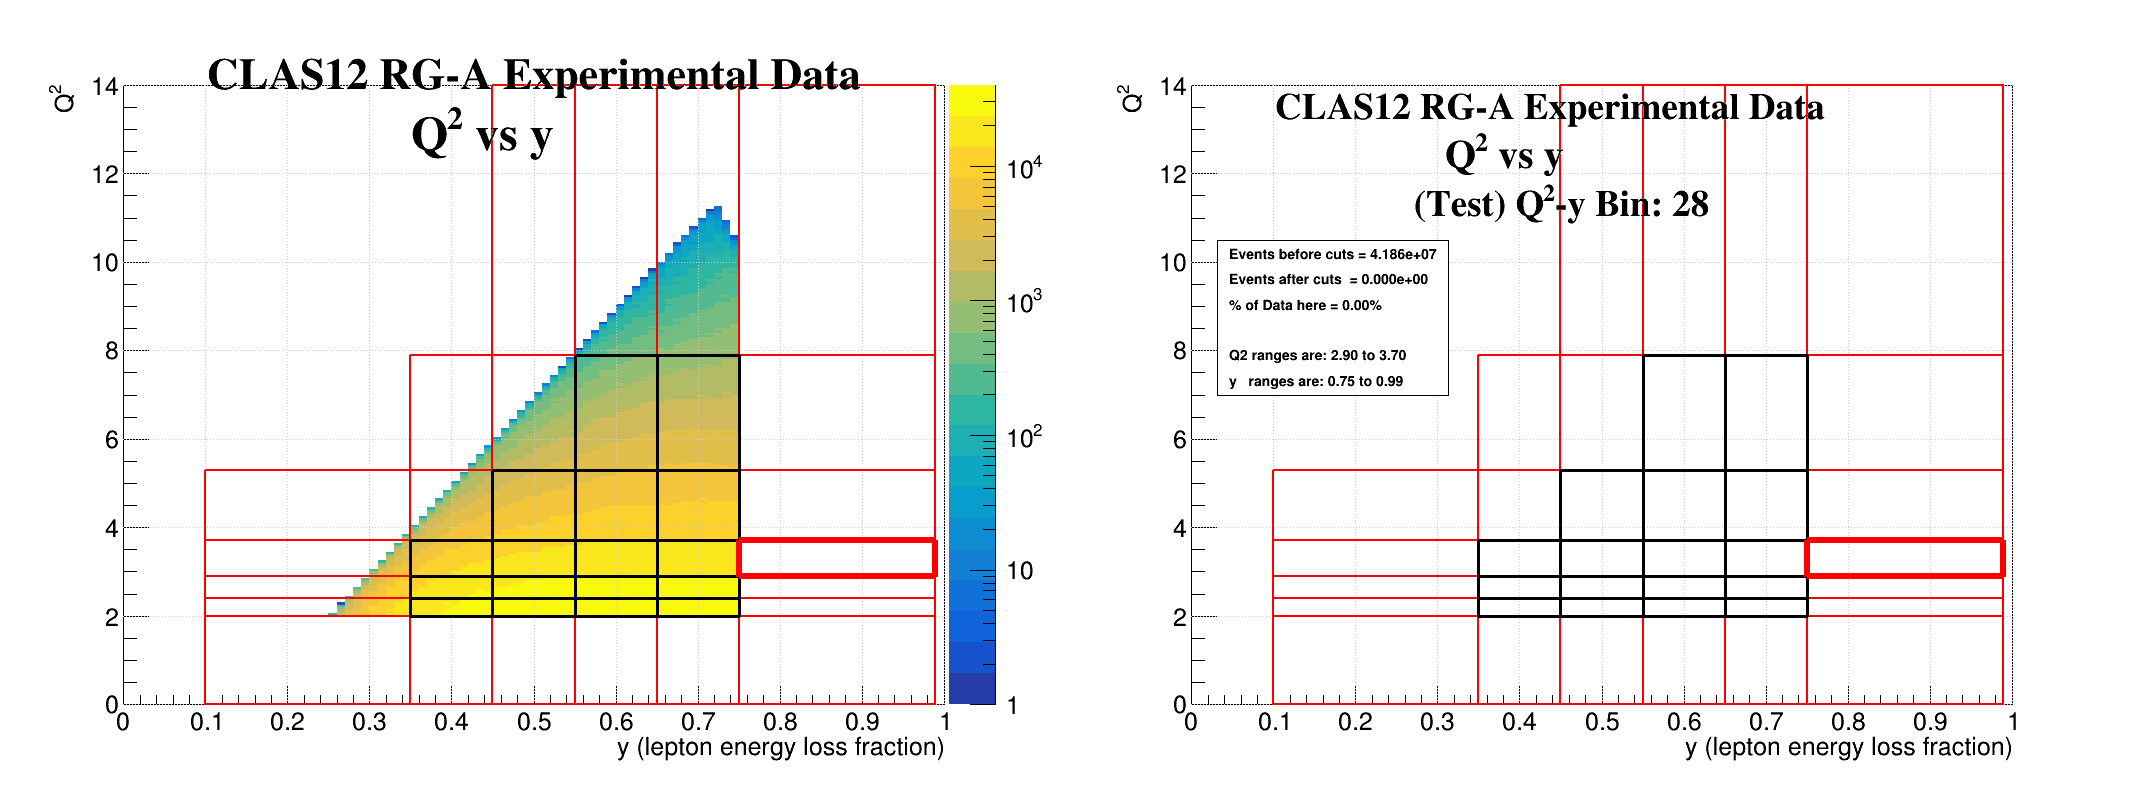 CLAS12 RG-A Experimental Data
Q² vs y
Q²
14
12
10
8
6
4
2
0
0 0.1 0.2 0.3 0.4 0.5 0.6 0.7 0.8 0.9 1
y (lepton energy loss fraction)
10⁴
10³
10²
10
1
CLAS12 RG-A Experimental Data
Q² vs y
(Test) Q²-y Bin: 28
Events before cuts = 4.186e+07
Events after cuts = 0.000e+00
% of Data here = 0.00%
Q2 ranges are: 2.90 to 3.70
y ranges are: 0.75 to 0.99
Q²
14
12
10
8
6
4
2
0
0 0.1 0.2 0.3 0.4 0.5 0.6 0.7 0.8 0.9 1
y (lepton energy loss fraction)